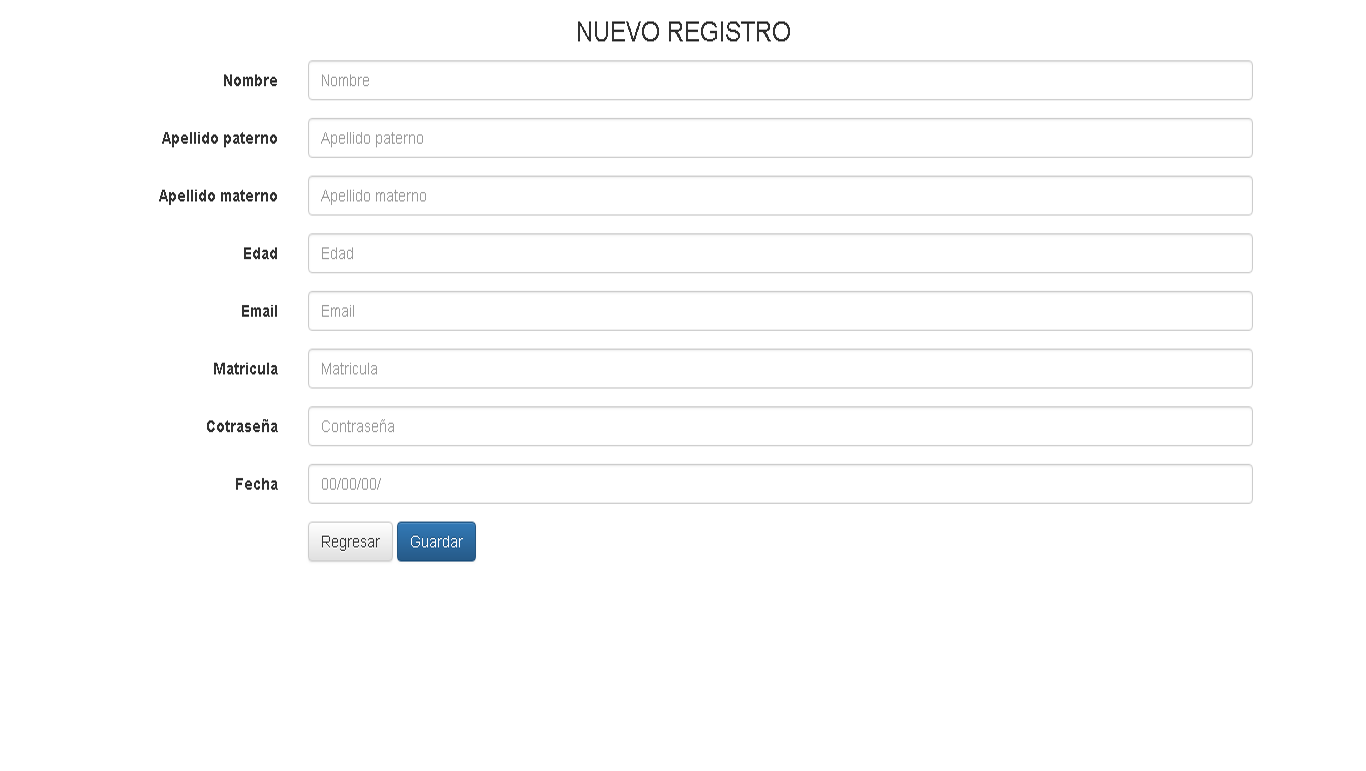 NUEVO REGISTRO
Nombre Nombre
Apellido paterno Apellido paterno
Apellido materno Apellido materno
Edad Edad
Email Email
Matricula Matricula
Cotraseña Contraseña
Fecha 00/00/00/
Regresar Guardar